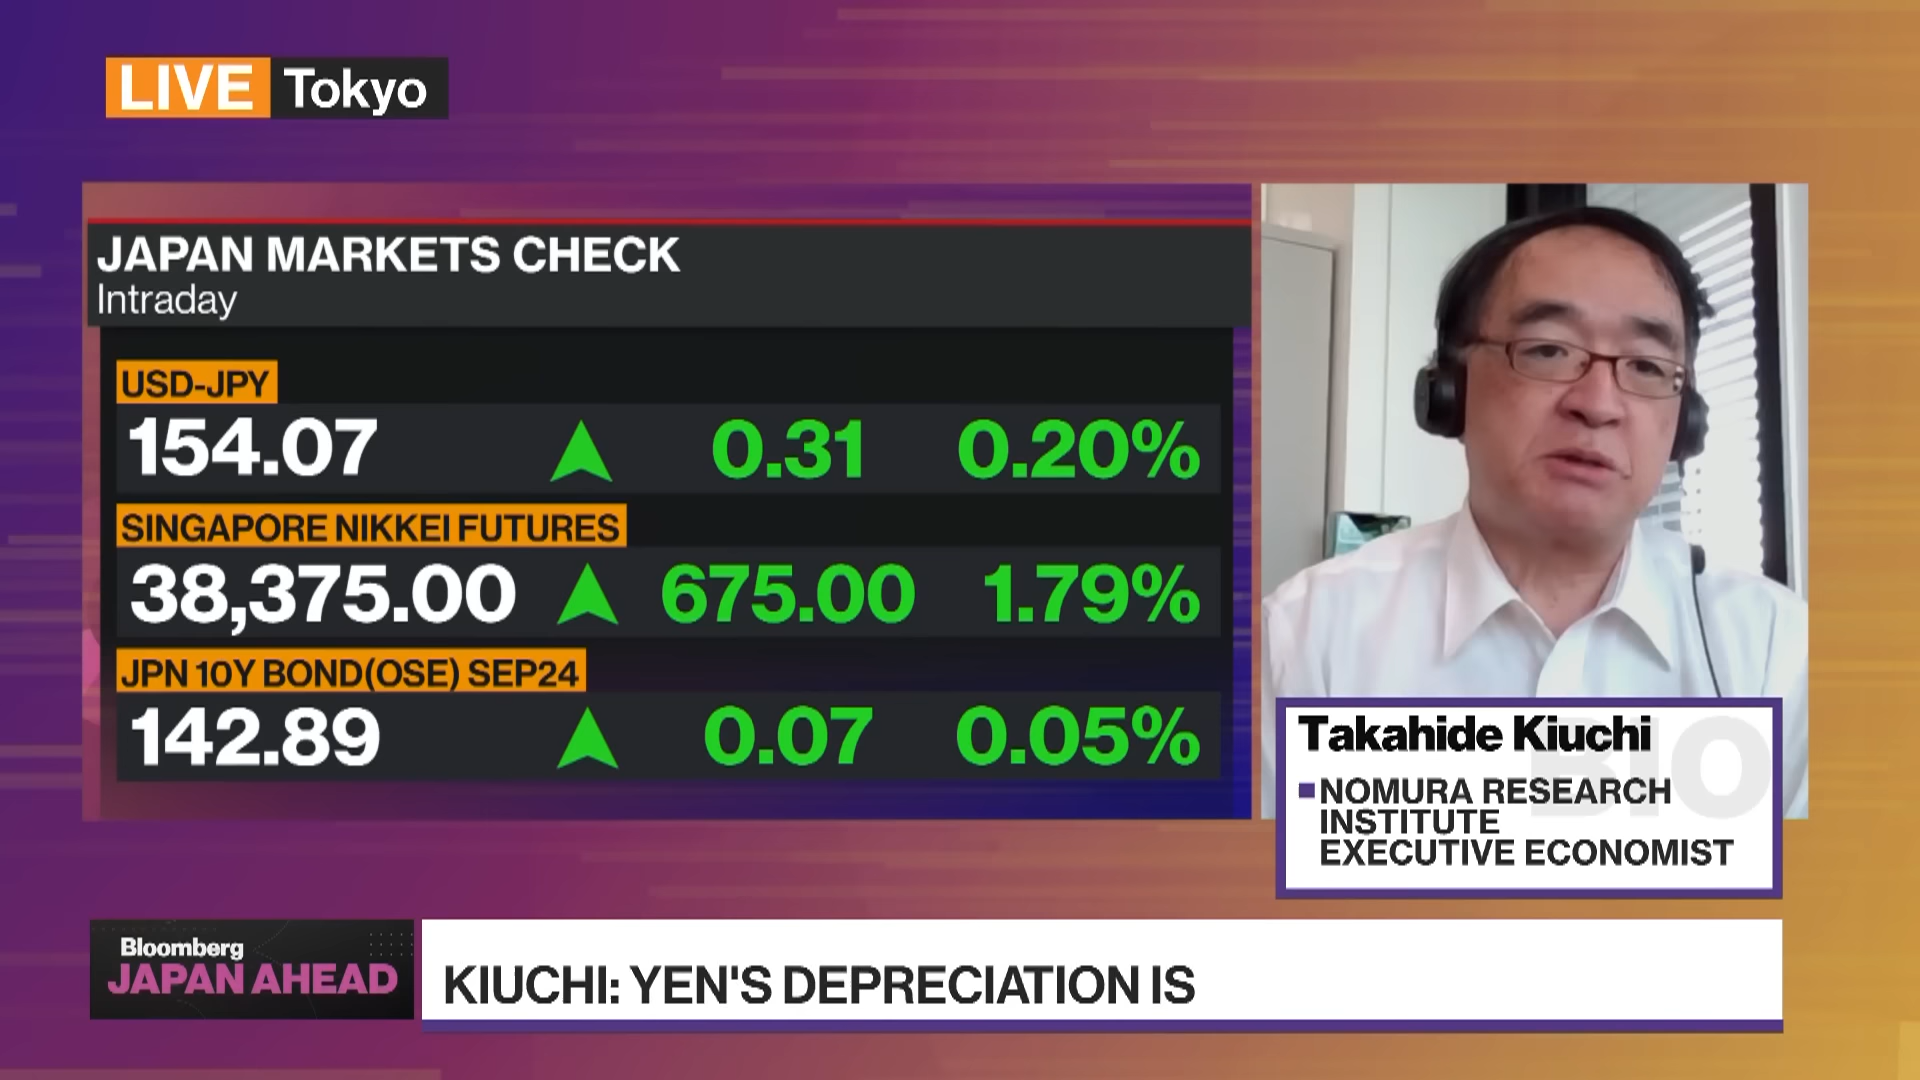 LIVE Tokyo
JAPAN MARKETS CHECK
Intraday
USD-JPY
154.07 ▲ 0.31 0.20%
SINGAPORE NIKKEI FUTURES
38,375.00 ▲ 675.00 1.79%
JPN 10Y BOND(OSE) SEP24
142.89 ▲ 0.07 0.05%
BIO
Takahide Kiuchi
NOMURA RESEARCH
INSTITUTE
EXECUTIVE ECONOMIST
Bloomberg
JAPAN AHEAD
KIUCHI: YEN'S DEPRECIATION IS